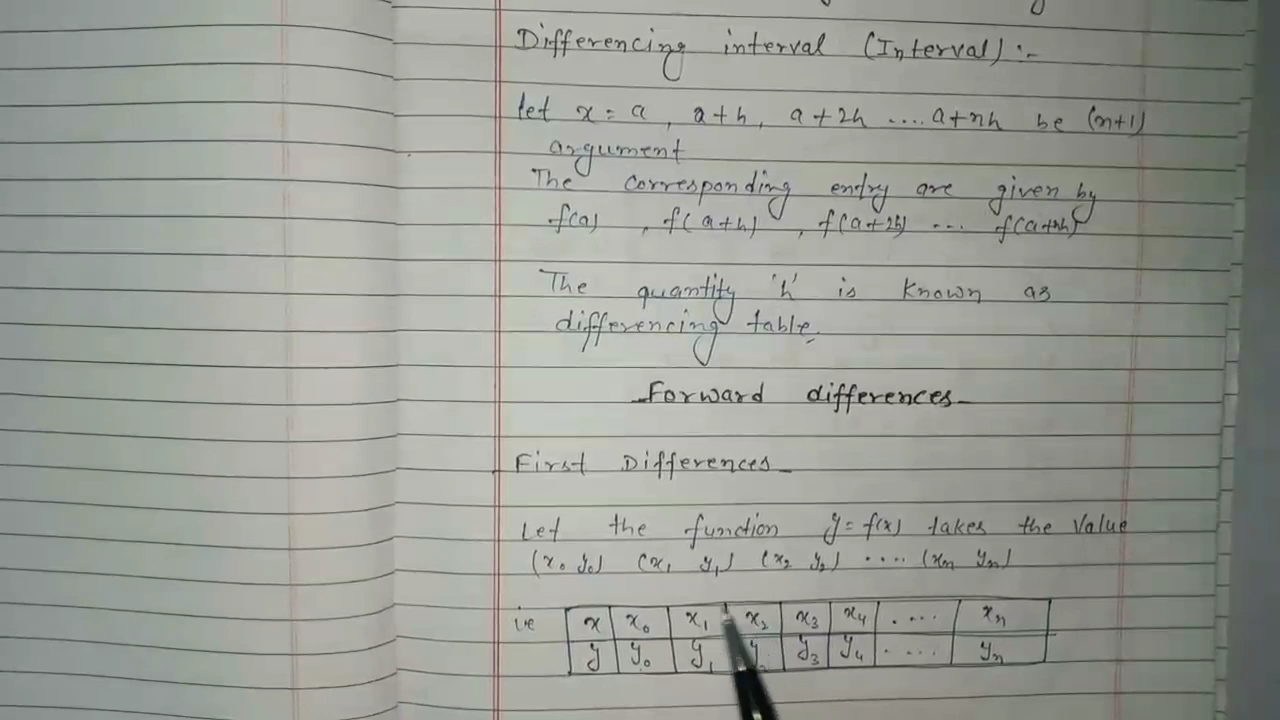 Differencing interval (Interval) :-
let x = a , a+h, a+2h ....a+nh be (n+1)
argument
The corresponding entry are given by
f(a) , f(a+h) , f(a+2h) ... f(a+nh)
The quantity 'h' is known as
differencing table.
Forward differences
First Differences
Let the function y=f(x) takes the Value
(x₀ y₀) (x₁ y₁) (x₂ y₂) .... (xₙ yₙ)
ie x x₀ x₁ x₂ x₃ x₄ .... xₙ
y y₀ y₁ y₃ y₄ .... yₙ